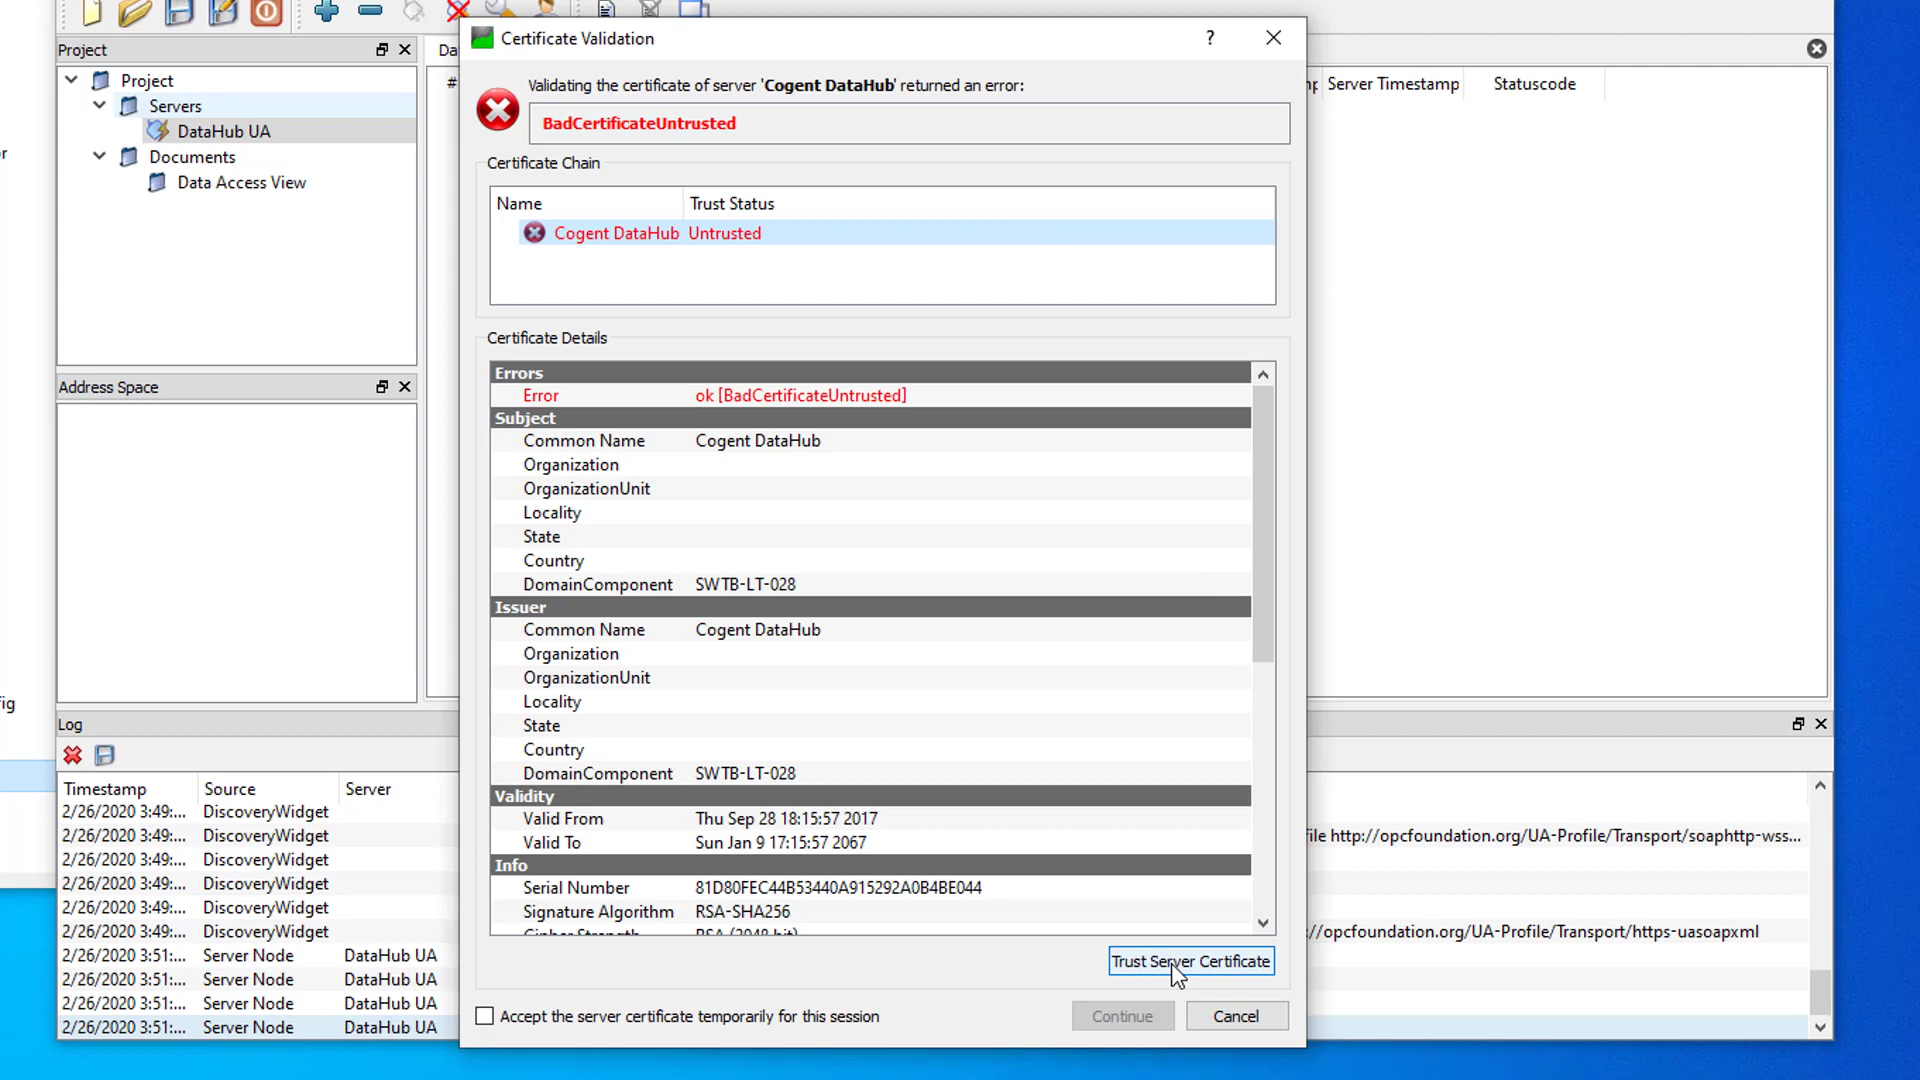 Project
Project
Servers
DataHub UA
Documents
Data Access View
Address Space
Da
#
Server Timestamp
Statuscode
Certificate Validation
?
Validating the certificate of server 'Cogent DataHub' returned an error:
BadCertificateUntrusted
Certificate Chain
Name Trust Status
Cogent DataHub Untrusted
Certificate Details
Errors
Error ok [BadCertificateUntrusted]
Subject
Common Name Cogent DataHub
Organization
OrganizationUnit
Locality
State
Country
DomainComponent SWTB-LT-028
Issuer
Common Name Cogent DataHub
Organization
OrganizationUnit
Locality
State
Country
DomainComponent SWTB-LT-028
Validity
Valid From Thu Sep 28 18:15:57 2017
Valid To Sun Jan 9 17:15:57 2067
Info
Serial Number 81D80FEC44B53440A915292A0B4BE044
Signature Algorithm RSA-SHA256
Cipher Strength RSA (2048 bit)
Trust Server Certificate
Accept the server certificate temporarily for this session
Continue
Cancel
Log
Timestamp Source Server
2/26/2020 3:49:... DiscoveryWidget
2/26/2020 3:49:... DiscoveryWidget file http://opcfoundation.org/UA-Profile/Transport/soaphttp-wss...
2/26/2020 3:49:... DiscoveryWidget
2/26/2020 3:49:... DiscoveryWidget
2/26/2020 3:49:... DiscoveryWidget
2/26/2020 3:49:... DiscoveryWidget //opcfoundation.org/UA-Profile/Transport/https-uasoapxml
2/26/2020 3:51:... Server Node DataHub UA
2/26/2020 3:51:... Server Node DataHub UA
2/26/2020 3:51:... Server Node DataHub UA
2/26/2020 3:51:... Server Node DataHub UA